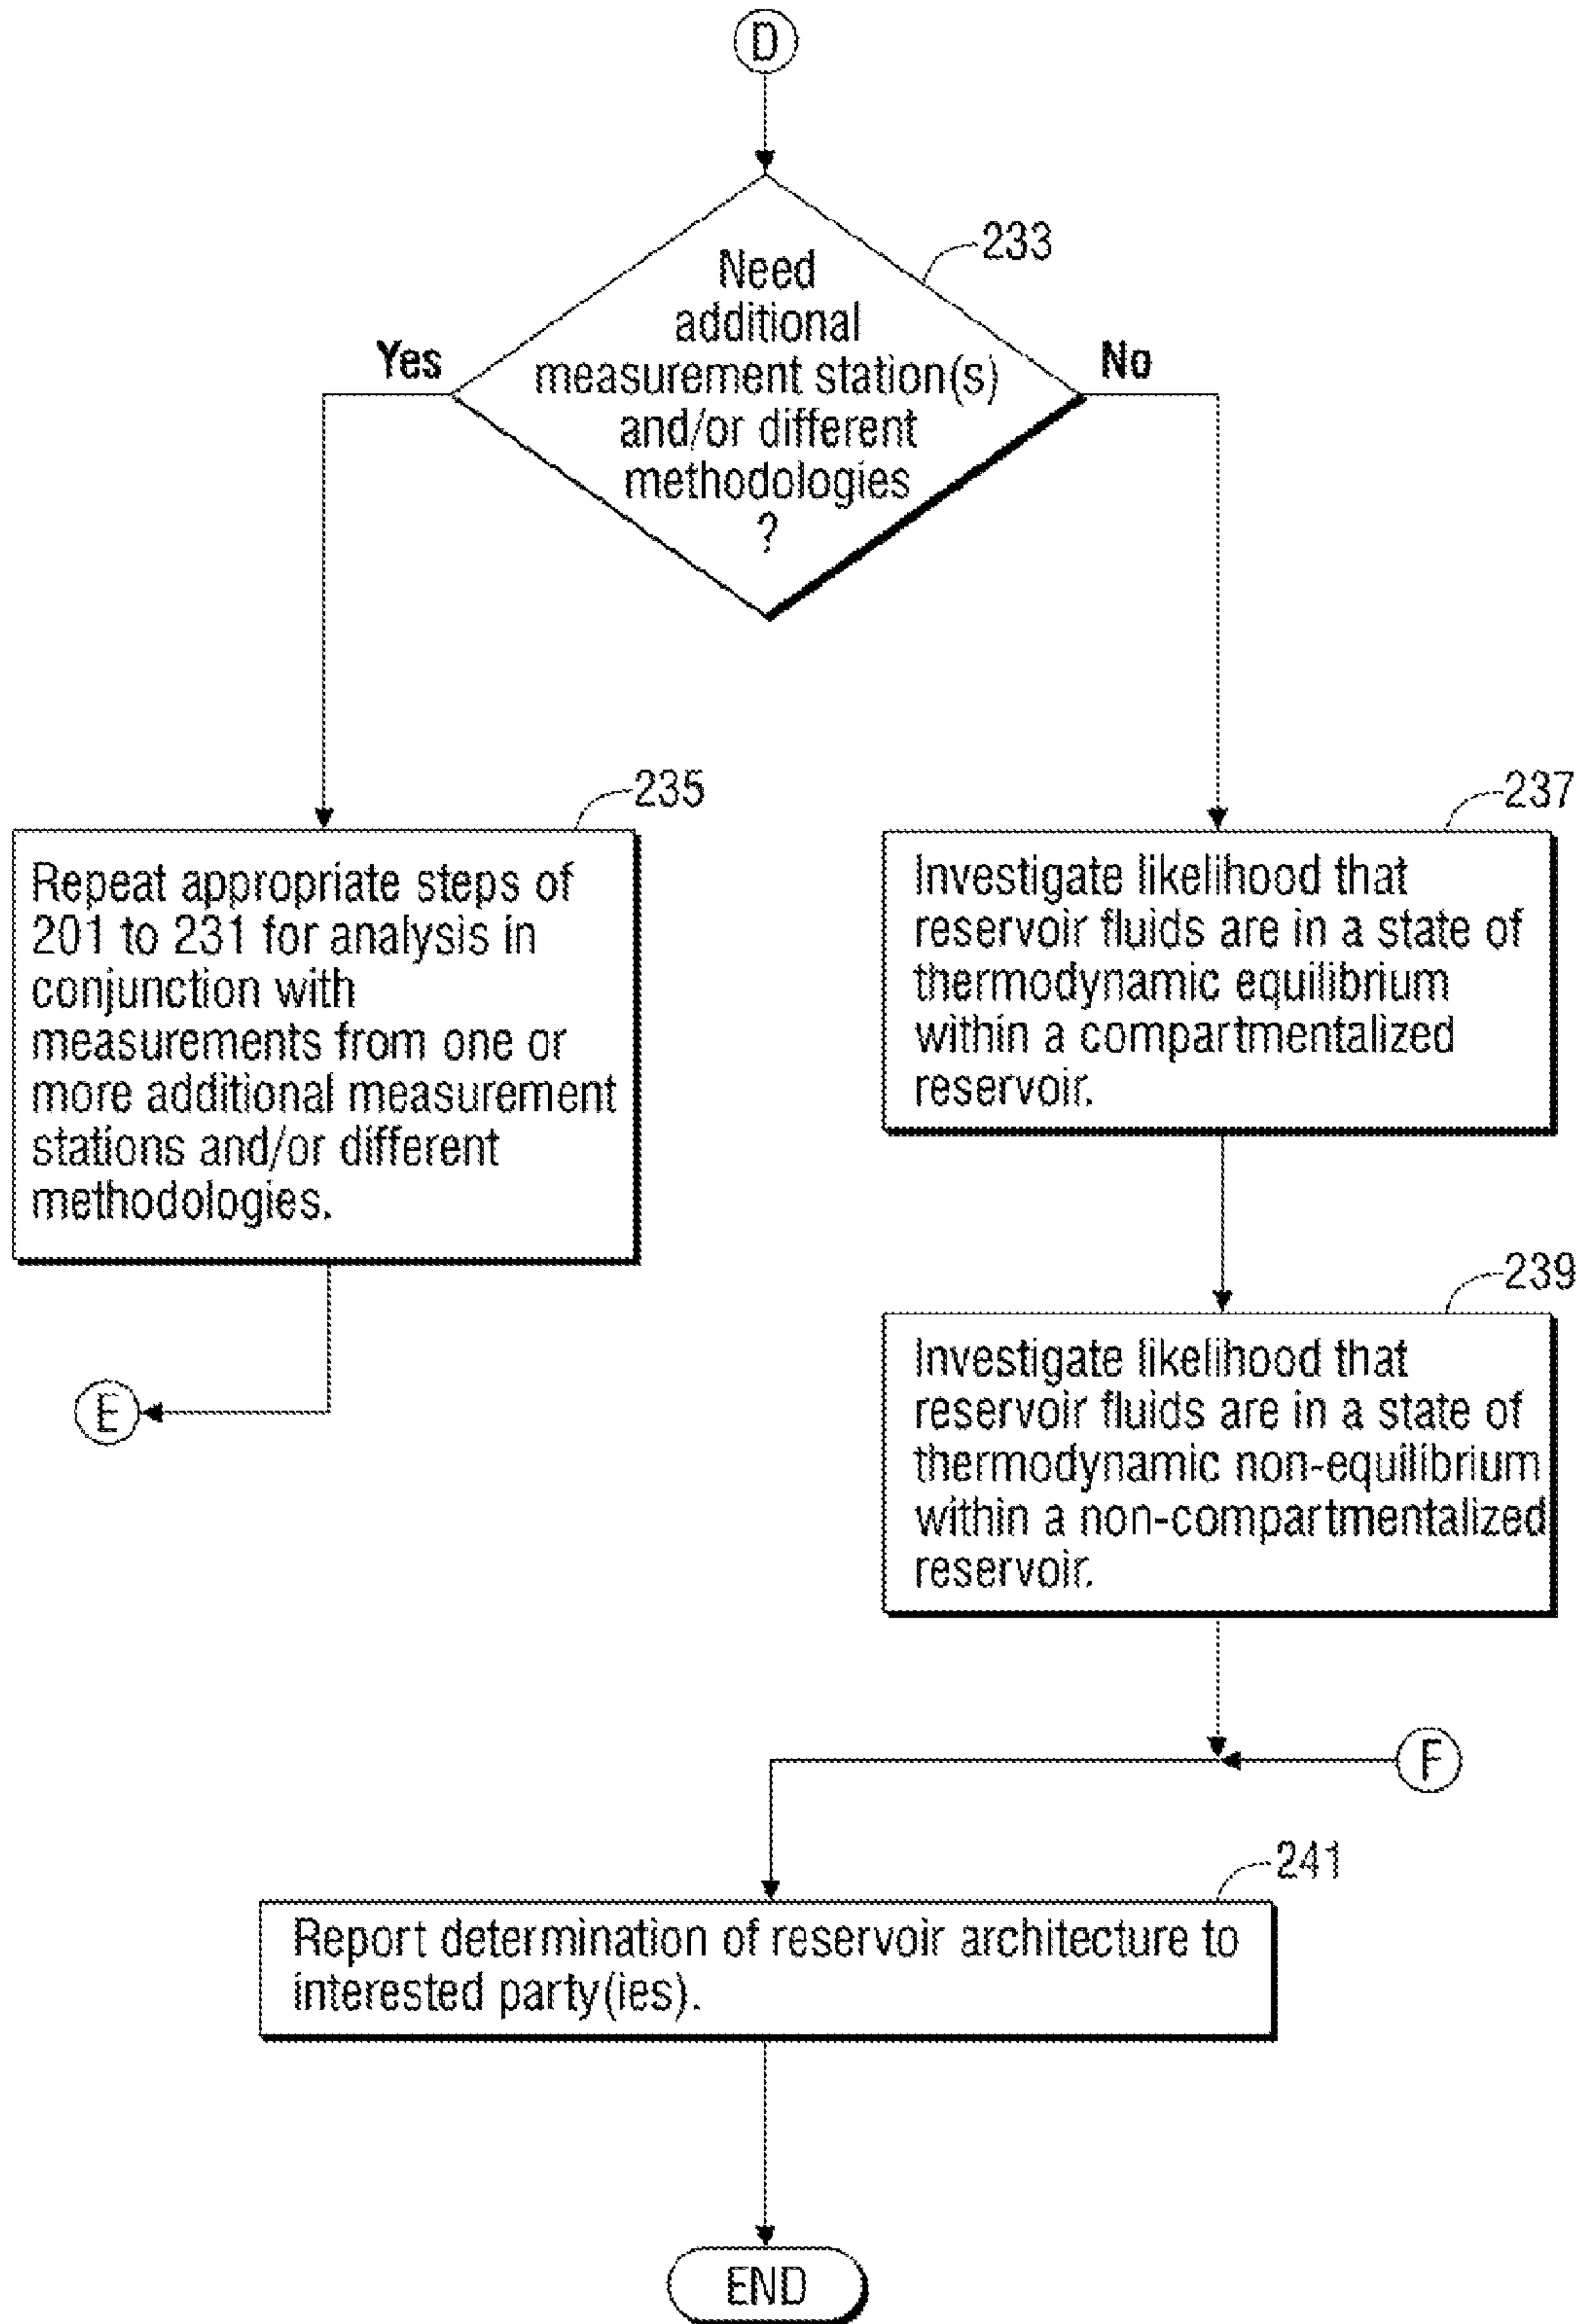 D
233
Need
additional
measurement station(s)
and/or different
methodologies
?
Yes
No
235
Repeat appropriate steps of
201 to 231 for analysis in
conjunction with
measurements from one or
more additional measurement
stations and/or different
methodologies.
E
237
Investigate likelihood that
reservoir fluids are in a state of
thermodynamic equilibrium
within a compartmentalized
reservoir.
239
Investigate likelihood that
reservoir fluids are in a state of
thermodynamic non-equilibrium
within a non-compartmentalized
reservoir.
F
241
Report determination of reservoir architecture to
interested party(ies).
END